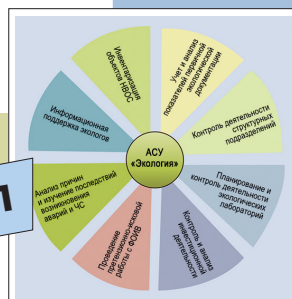 Инвентаризация
объектов НВОС
Учет и анализ
показателей первичной
экологической
документации
Контроль деятельности
структурных
подразделений
Планирование и
контроль деятельности
экологических
лабораторий
Контроль и анализ
инвестиционной
деятельности
Проведение
претензионно-исковой
работы с ФОИВ
Анализ причин
и изучение последствий
возникновения
аварий и ЧС
Информационная
поддержка экологов
АСУ
«Экология»
1